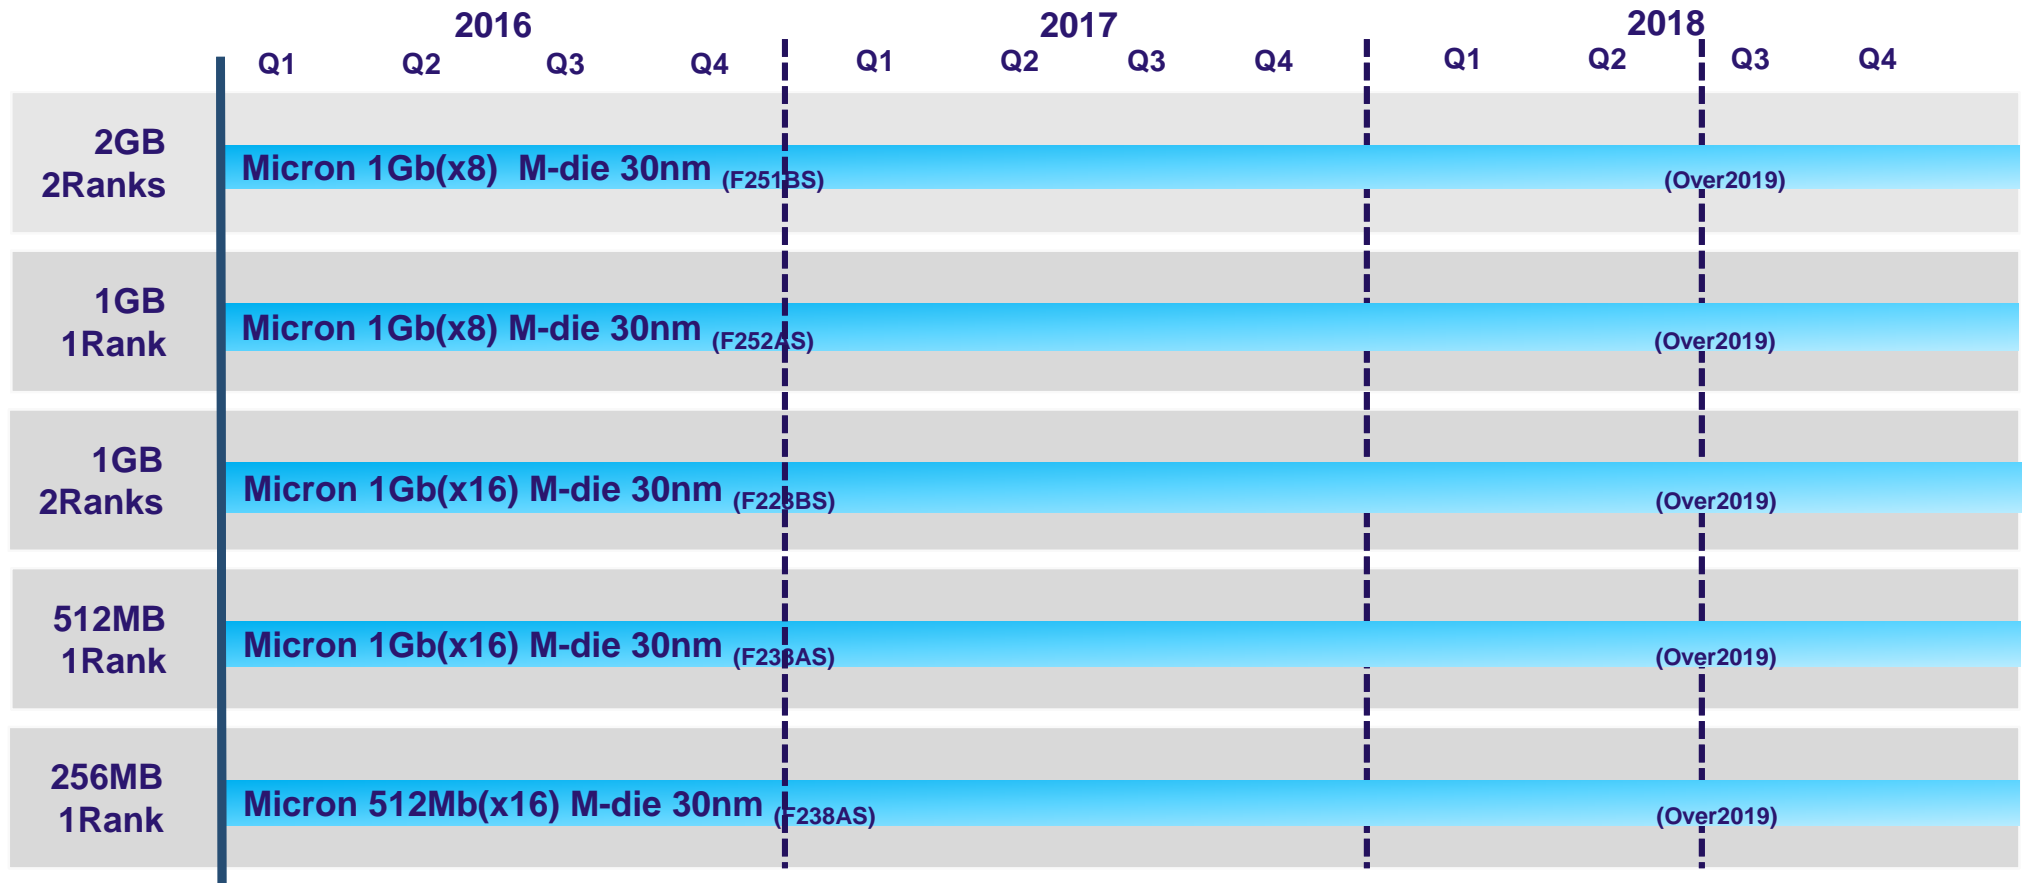 2016 2017 2018
Q1 Q2 Q3 Q4 Q1 Q2 Q3 Q4 Q1 Q2 Q3 Q4
2GB
2Ranks
Micron 1Gb(x8)  M-die 30nm (F251BS) (Over2019)
1GB
1Rank
Micron 1Gb(x8) M-die 30nm (F252AS) (Over2019)
1GB
2Ranks
Micron 1Gb(x16) M-die 30nm (F223BS) (Over2019)
512MB
1Rank
Micron 1Gb(x16) M-die 30nm (F233AS) (Over2019)
256MB
1Rank
Micron 512Mb(x16) M-die 30nm (F238AS) (Over2019)